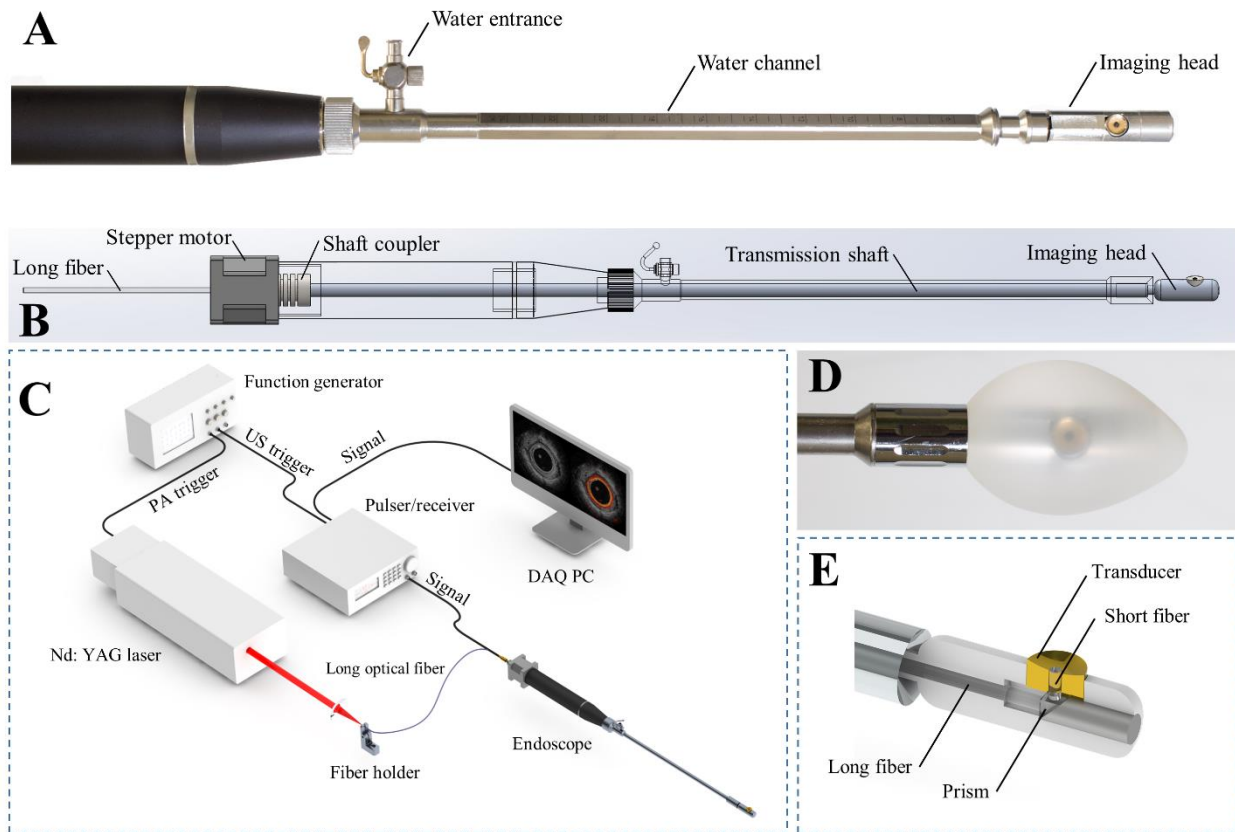 A
Water entrance
Water channel
Imaging head
B
Long fiber
Stepper motor
Shaft coupler
Transmission shaft
Imaging head
C
Function generator
PA trigger
US trigger
Signal
Pulser/receiver
DAQ PC
Signal
Nd: YAG laser
Long optical fiber
Fiber holder
Endoscope
D
E
Transducer
Short fiber
Long fiber
Prism